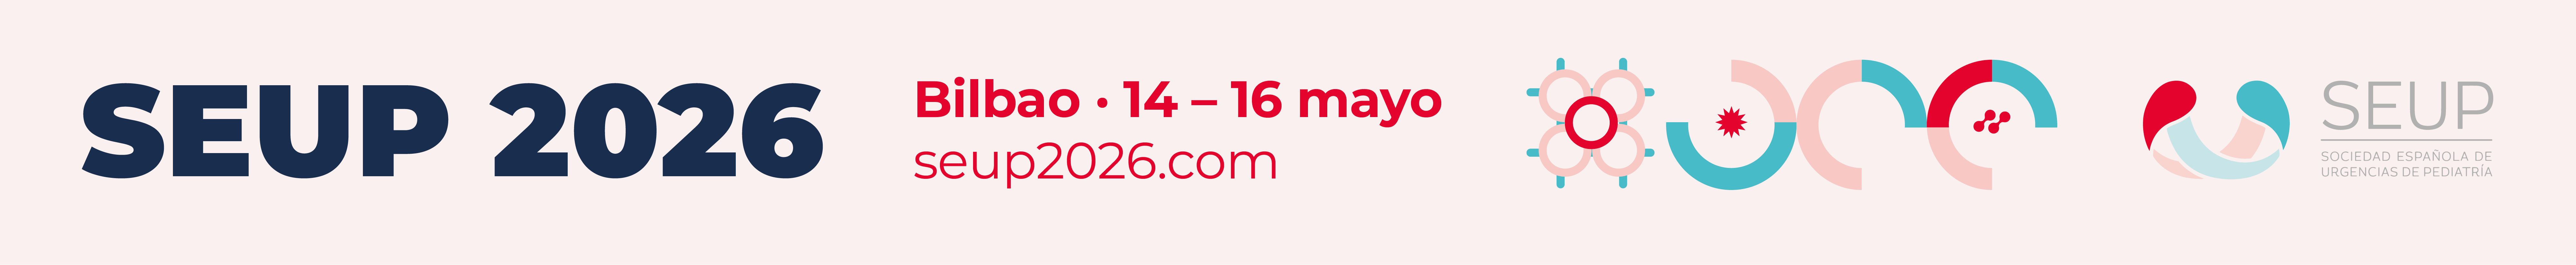 SEUP 2026
Bilbao · 14 – 16 mayo
seup2026.com
SEUP
SOCIEDAD ESPAÑOLA DE
URGENCIAS DE PEDIATRÍA